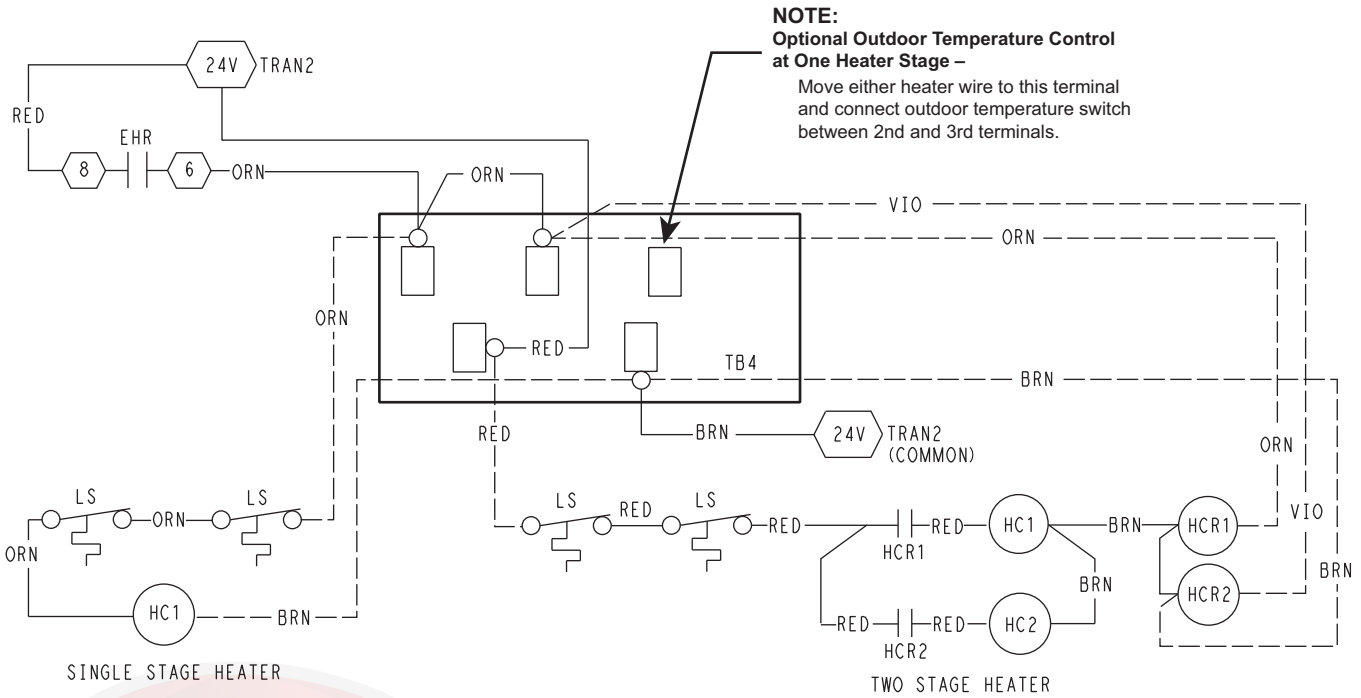 NOTE:
Optional Outdoor Temperature Control
at One Heater Stage –
Move either heater wire to this terminal
and connect outdoor temperature switch
between 2nd and 3rd terminals.
24V TRAN2
RED
EHR
8 6 ORN
ORN
VIO
ORN
ORN
RED
TB4
BRN
RED
BRN
24V TRAN2
(COMMON)
ORN
LS
ORN
LS
ORN
HC1
BRN
SINGLE STAGE HEATER
LS
RED
LS
RED
HCR1
RED
HC1
BRN
HCR1
VIO
BRN
HCR2
BRN
RED
HCR2
RED
HC2
TWO STAGE HEATER